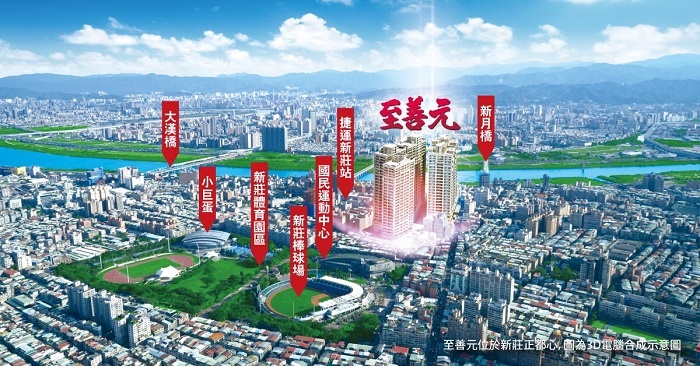 大漢橋
小巨蛋
新莊體育園區
新莊棒球場
國民運動中心
捷運新莊站
至善元
新月橋
至善元位於新莊正都心, 圖為3D電腦合成示意圖